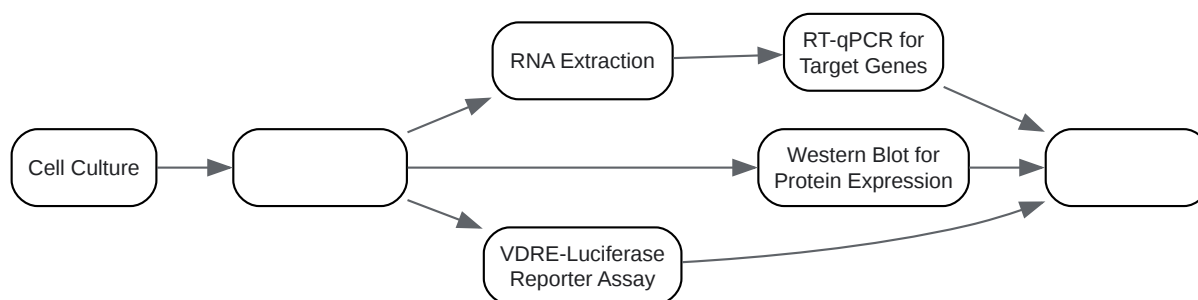 Cell Culture
RNA Extraction
RT-qPCR for
Target Genes
Western Blot for
Protein Expression
VDRE-Luciferase
Reporter Assay